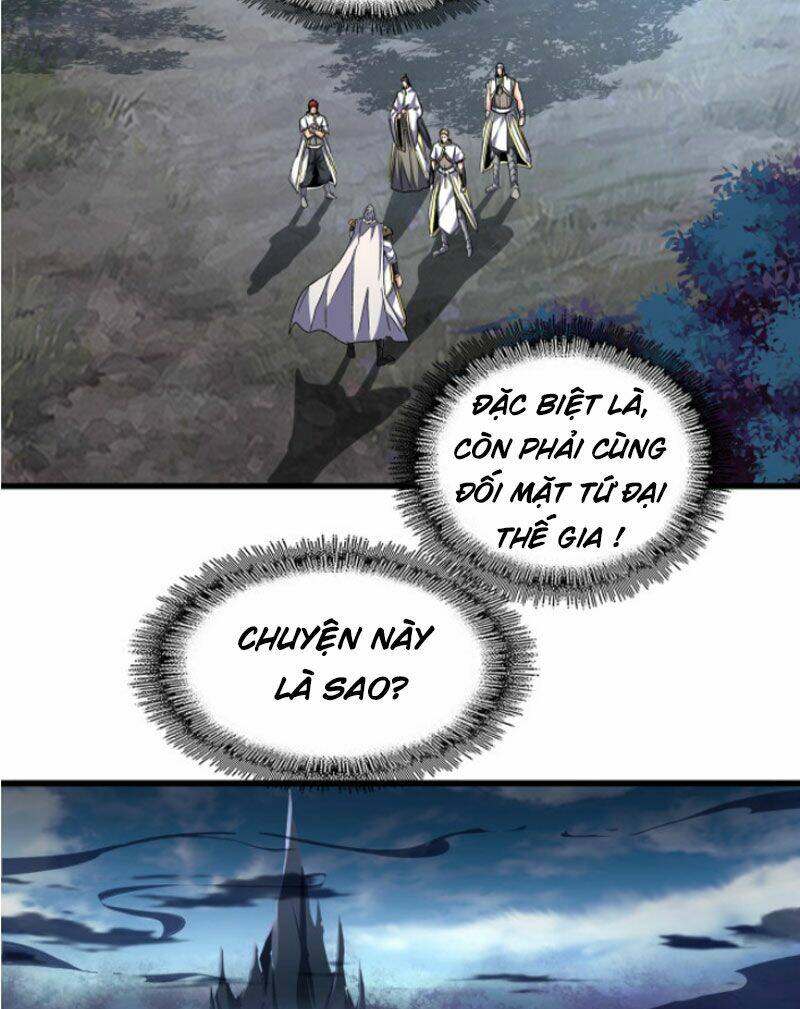 ĐẶC BIỆT LÀ,
CÒN PHẢI CÙNG
ĐỐI MẶT TỨ ĐẠI
THẾ GIA !
CHUYỆN NÀY
LÀ SAO?